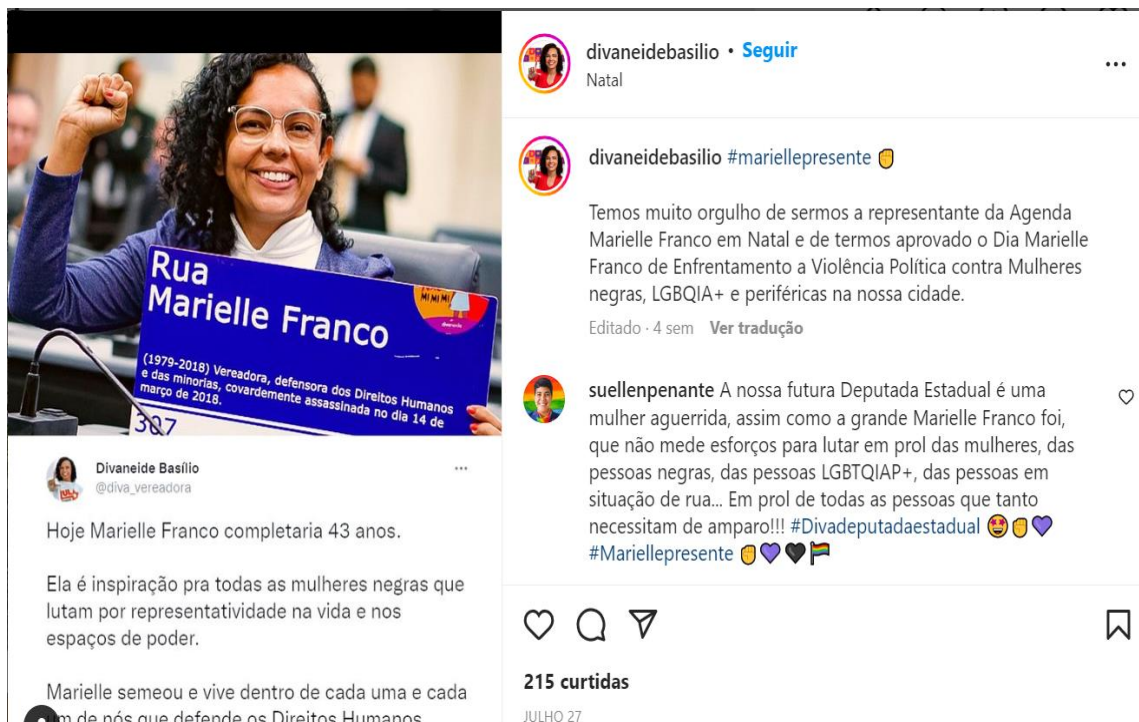 Rua
Marielle Franco
(1979-2018) Vereadora, defensora dos Direitos Humanos
e das minorias, covardemente assassinada no dia 14 de
março de 2018.
307
MI MI MI
Divaneide Basílio
@diva_vereadora
Hoje Marielle Franco completaria 43 anos.
Ela é inspiração pra todas as mulheres negras que
lutam por representatividade na vida e nos
espaços de poder.
Marielle semeou e vive dentro de cada uma e cada
um de nós que defende os Direitos Humanos
divaneidebasilio • Seguir
Natal
divaneidebasilio #mariellepresente ✊
Temos muito orgulho de sermos a representante da Agenda
Marielle Franco em Natal e de termos aprovado o Dia Marielle
Franco de Enfrentamento a Violência Política contra Mulheres
negras, LGBQIA+ e periféricas na nossa cidade.
Editado · 4 sem Ver tradução
suellenpenante A nossa futura Deputada Estadual é uma
mulher aguerrida, assim como a grande Marielle Franco foi,
que não mede esforços para lutar em prol das mulheres, das
pessoas negras, das pessoas LGBTQIAP+, das pessoas em
situação de rua... Em prol de todas as pessoas que tanto
necessitam de amparo!!! #Divadeputadaestadual 🤩✊💜
#Mariellepresente ✊💜🖤🏳️‍🌈
215 curtidas
JULHO 27